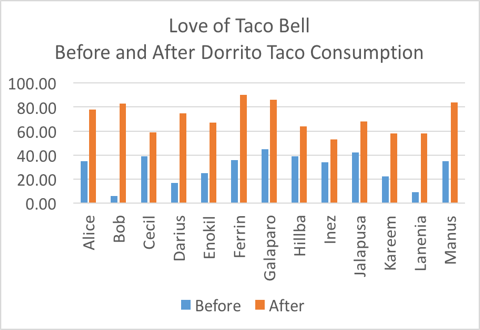 Love of Taco Bell
Before and After Dorrito Taco Consumption
100.00
80.00
60.00
40.00
20.00
0.00
Alice
Bob
Cecil
Darius
Enokil
Ferrin
Galaparo
Hillba
Inez
Jalapusa
Kareem
Lanenia
Manus
Before After